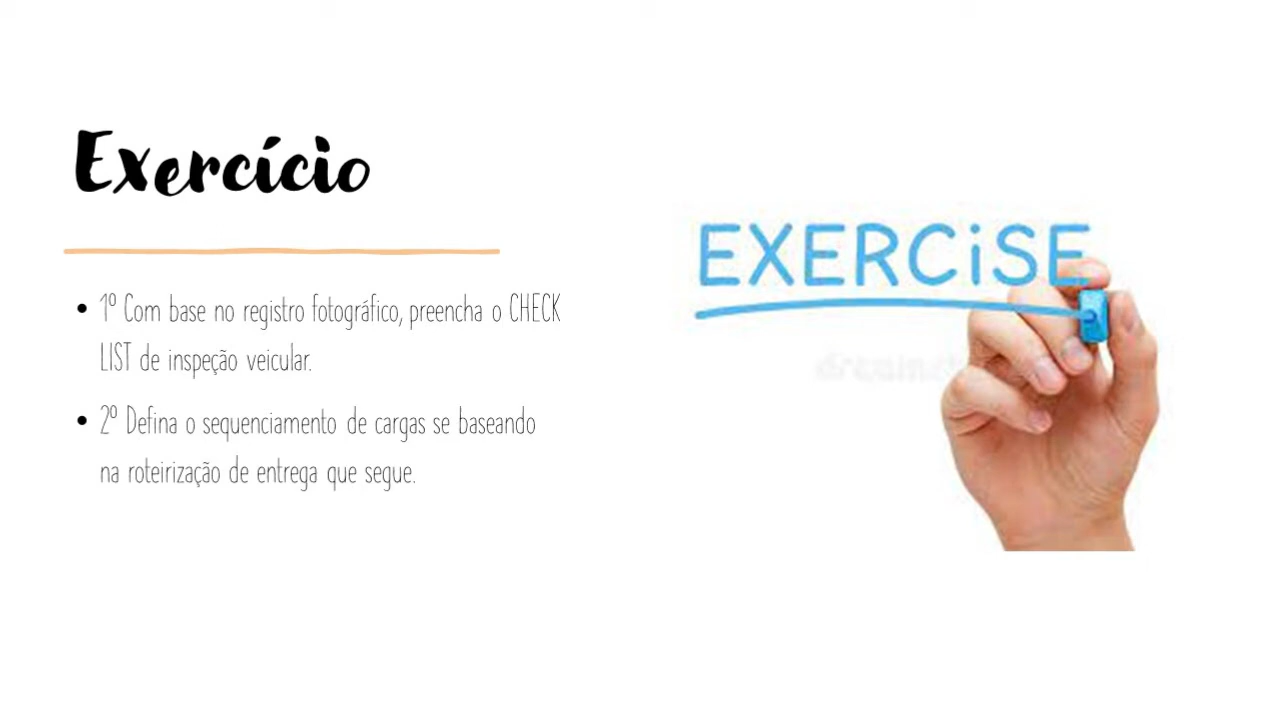 Exercício
• 1º Com base no registro fotográfico, preencha o CHECK
LIST de inspeção veicular.
• 2º Defina o sequenciamento de cargas se baseando
na roteirização de entrega que segue.
EXERCiSE